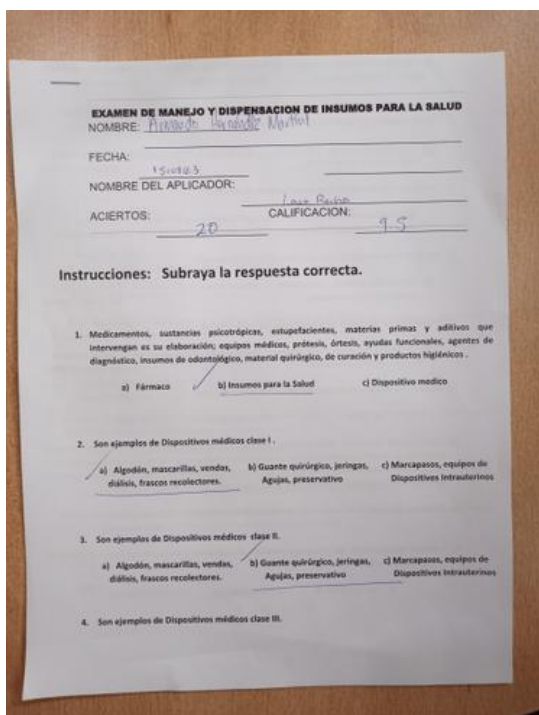 EXAMEN DE MANEJO Y DISPENSACION DE INSUMOS PARA LA SALUD
NOMBRE: Armando Hernández
FECHA:
NOMBRE DEL APLICADOR:
ACIERTOS: 20 CALIFICACION: 9.5
Instrucciones: Subraya la respuesta correcta.
1. Medicamentos, sustancias psicotrópicas, estupefacientes, materias primas y aditivos que
intervengan es su elaboración; equipos médicos, prótesis, órtesis, ayudas funcionales, agentes de
diagnóstico, insumos de odontológico, material quirúrgico, de curación y productos higiénicos .
a) Fármaco b) Insumos para la Salud c) Dispositivo medico
2. Son ejemplos de Dispositivos médicos clase I .
a) Algodón, mascarillas, vendas, b) Guante quirúrgico, jeringas, c) Marcapasos, equipos de
diálisis, frascos recolectores. Agujas, preservativo Dispositivos Intrauterinos
3. Son ejemplos de Dispositivos médicos clase II.
a) Algodón, mascarillas, vendas, b) Guante quirúrgico, jeringas, c) Marcapasos, equipos de
diálisis, frascos recolectores. Agujas, preservativo Dispositivos Intrauterinos
4. Son ejemplos de Dispositivos médicos clase III.